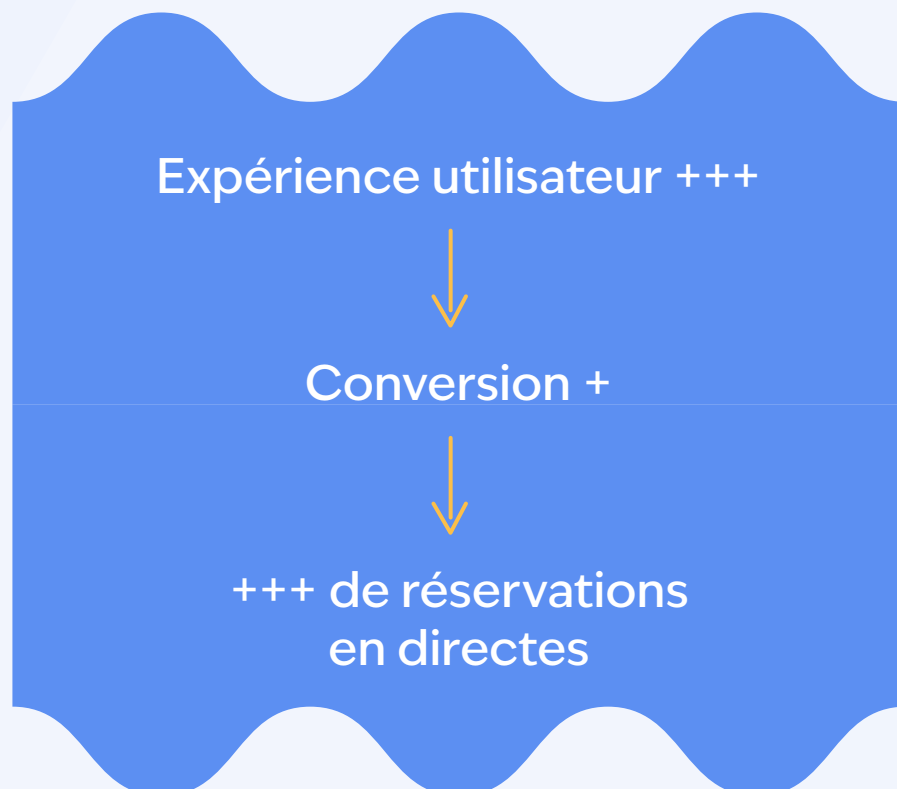 Expérience utilisateur +++
Conversion +
+++ de réservations
en directes